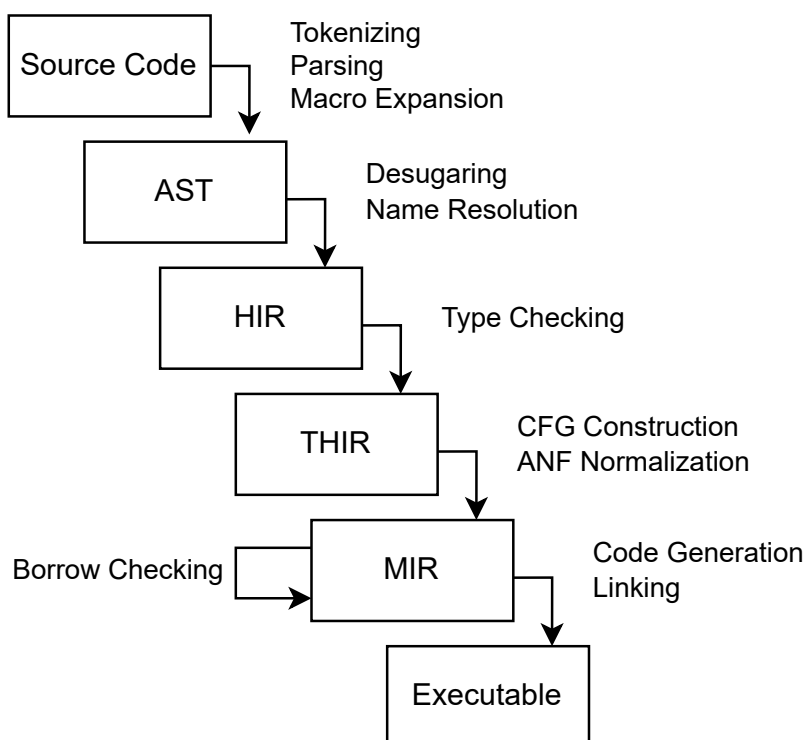 Source Code
Tokenizing
Parsing
Macro Expansion
AST
Desugaring
Name Resolution
HIR
Type Checking
THIR
CFG Construction
ANF Normalization
Borrow Checking
MIR
Code Generation
Linking
Executable